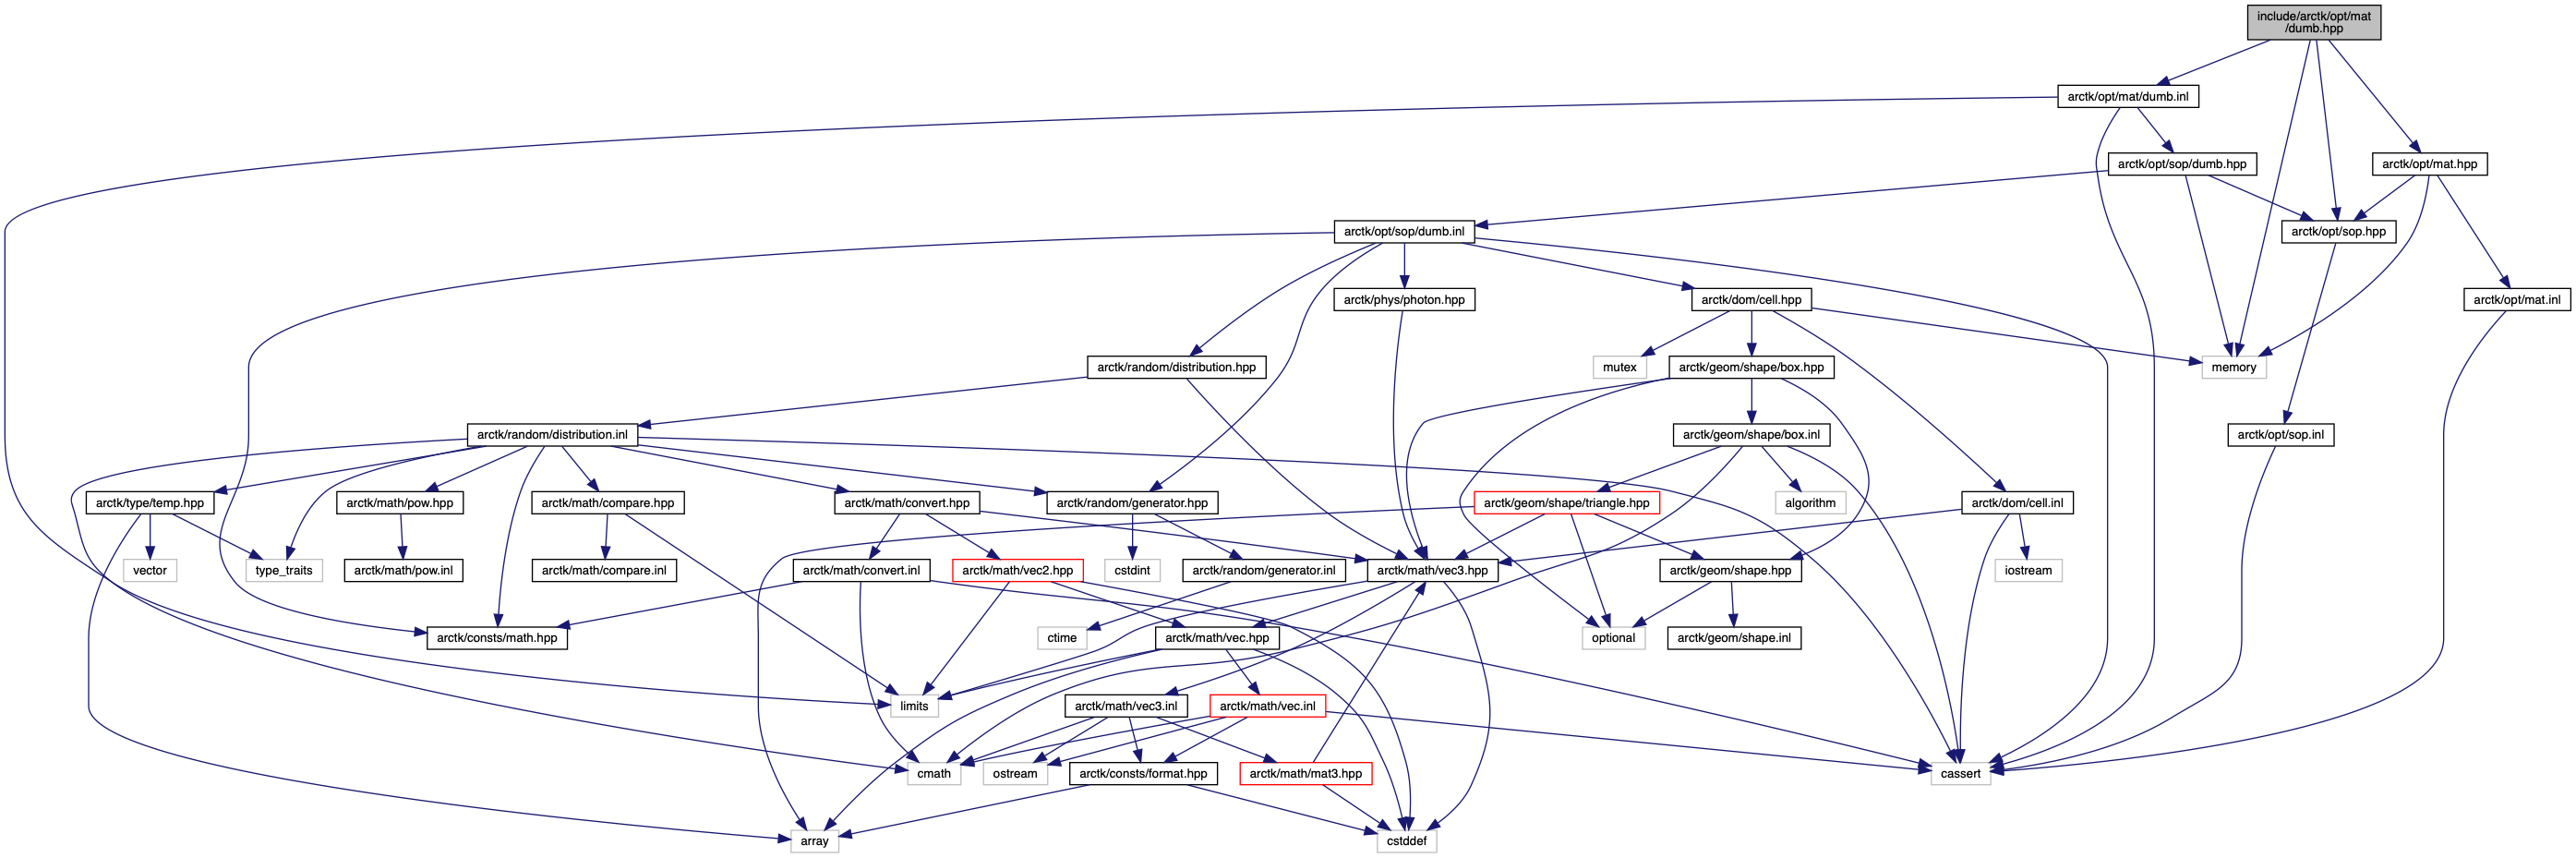 include/arctk/opt/mat
/dumb.hpp
arctk/opt/mat/dumb.inl
arctk/opt/sop/dumb.hpp
arctk/opt/mat.hpp
arctk/opt/sop/dumb.inl
arctk/opt/sop.hpp
arctk/phys/photon.hpp
arctk/dom/cell.hpp
arctk/opt/mat.inl
arctk/random/distribution.hpp
mutex
arctk/geom/shape/box.hpp
memory
arctk/random/distribution.inl
arctk/geom/shape/box.inl
arctk/opt/sop.inl
arctk/type/temp.hpp
arctk/math/pow.hpp
arctk/math/compare.hpp
arctk/math/convert.hpp
arctk/random/generator.hpp
arctk/geom/shape/triangle.hpp
algorithm
arctk/dom/cell.inl
vector
type_traits
arctk/math/pow.inl
arctk/math/compare.inl
arctk/math/convert.inl
arctk/math/vec2.hpp
cstdint
arctk/random/generator.inl
arctk/math/vec3.hpp
arctk/geom/shape.hpp
iostream
arctk/consts/math.hpp
ctime
arctk/math/vec.hpp
optional
arctk/geom/shape.inl
limits
arctk/math/vec3.inl
arctk/math/vec.inl
cmath
ostream
arctk/consts/format.hpp
arctk/math/mat3.hpp
cassert
array
cstddef